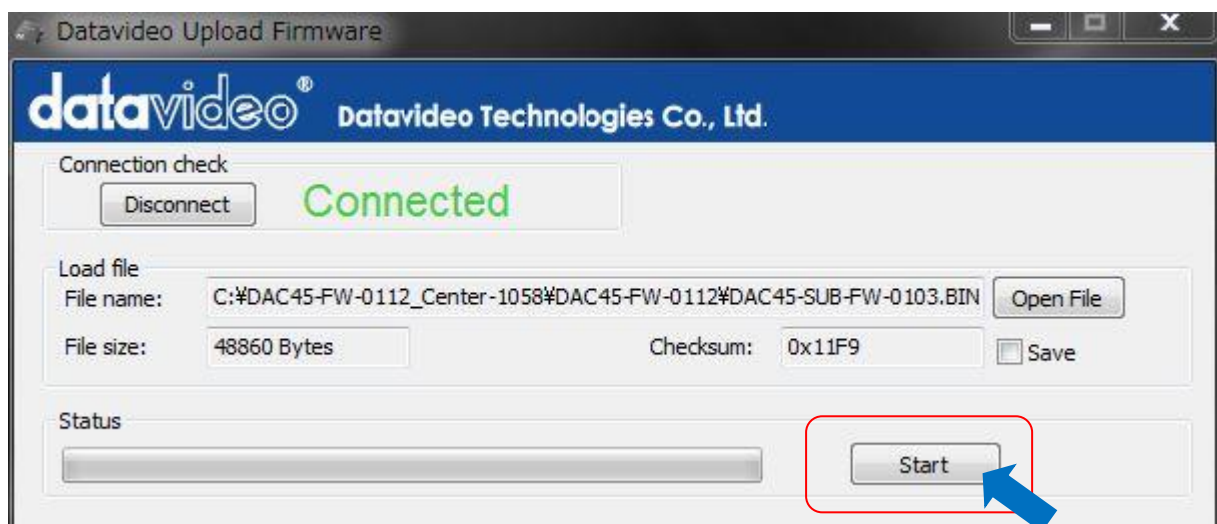 Datavideo Upload Firmware
datavideo® Datavideo Technologies Co., Ltd.
Connection check
Disconnect Connected
Load file
File name: C:¥DAC45-FW-0112_Center-1058¥DAC45-FW-0112¥DAC45-SUB-FW-0103.BIN Open File
File size: 48860 Bytes Checksum: 0x11F9 Save
Status
Start